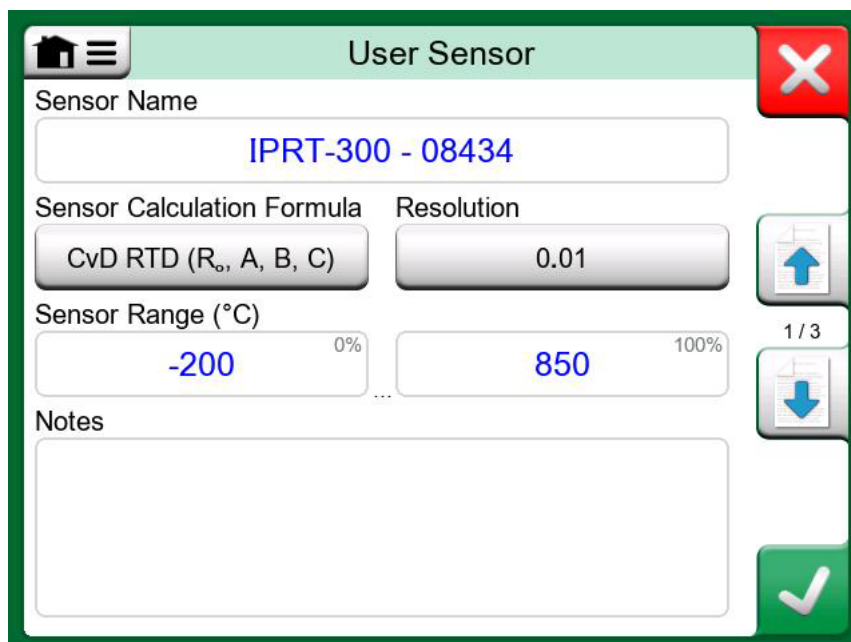 User Sensor
Sensor Name
IPRT-300 - 08434
Sensor Calculation Formula Resolution
CvD RTD (Rₒ, A, B, C) 0.01
Sensor Range (°C)
-200 0% ... 850 100%
1 / 3
Notes